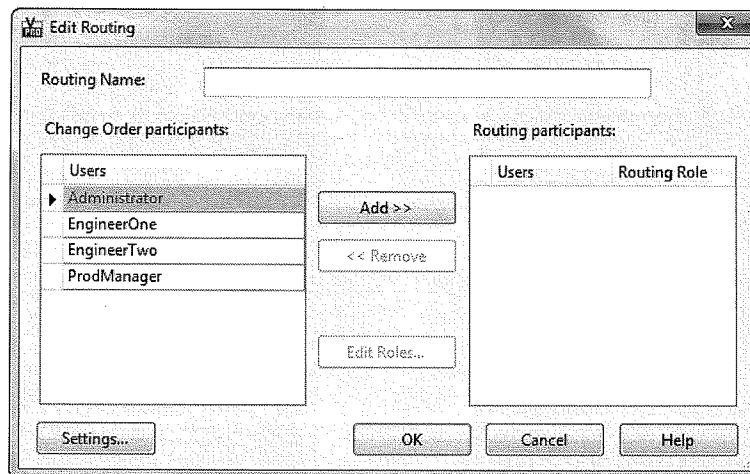 V
PRO
Edit Routing
X
Routing Name:
Change Order participants:
Users
Administrator
EngineerOne
EngineerTwo
ProdManager
Add >>
<< Remove
Edit Roles...
Routing participants:
Users Routing Role
Settings...
OK
Cancel
Help